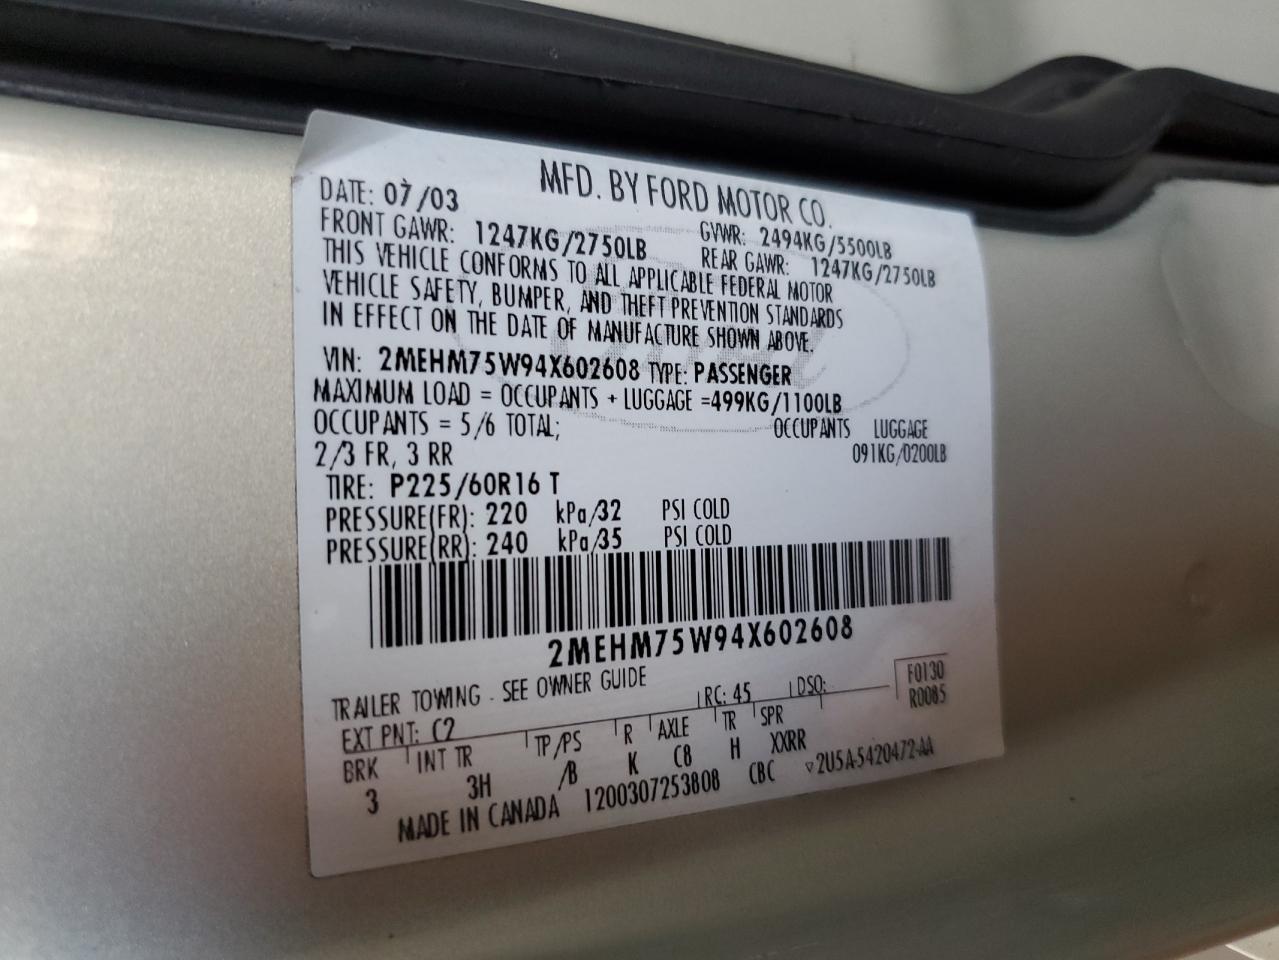 MFD. BY FORD MOTOR CO.
DATE: 07/03
GVWR: 2494KG/5500LB
FRONT GAWR: 1247KG/2750LB
REAR GAWR: 1247KG/2750LB
THIS VEHICLE CONFORMS TO ALL APPLICABLE FEDERAL MOTOR
VEHICLE SAFETY, BUMPER, AND THEFT PREVENTION STANDARDS
IN EFFECT ON THE DATE OF MANUFACTURE SHOWN ABOVE.
VIN: 2MEHM75W94X602608 TYPE: PASSENGER
MAXIMUM LOAD = OCCUPANTS + LUGGAGE =499KG/1100LB
OCCUPANTS = 5/6 TOTAL; OCCUPANTS LUGGAGE
2/3 FR, 3 RR 091KG/0200LB
TIRE: P225/60R16 T
PRESSURE(FR): 220 kPa/32 PSI COLD
PRESSURE(RR): 240 kPa/35 PSI COLD
2MEHM75W94X602608
TRAILER TOWING - SEE OWNER GUIDE
F0130
EXT PNT: C2 RC: 45 DSO: R0085
BRK INT TR TP/PS R AXLE TR SPR
3 3H /B K C8 H XXRR
MADE IN CANADA 1200307253808 CBC ▽2U5A-5420472-AA